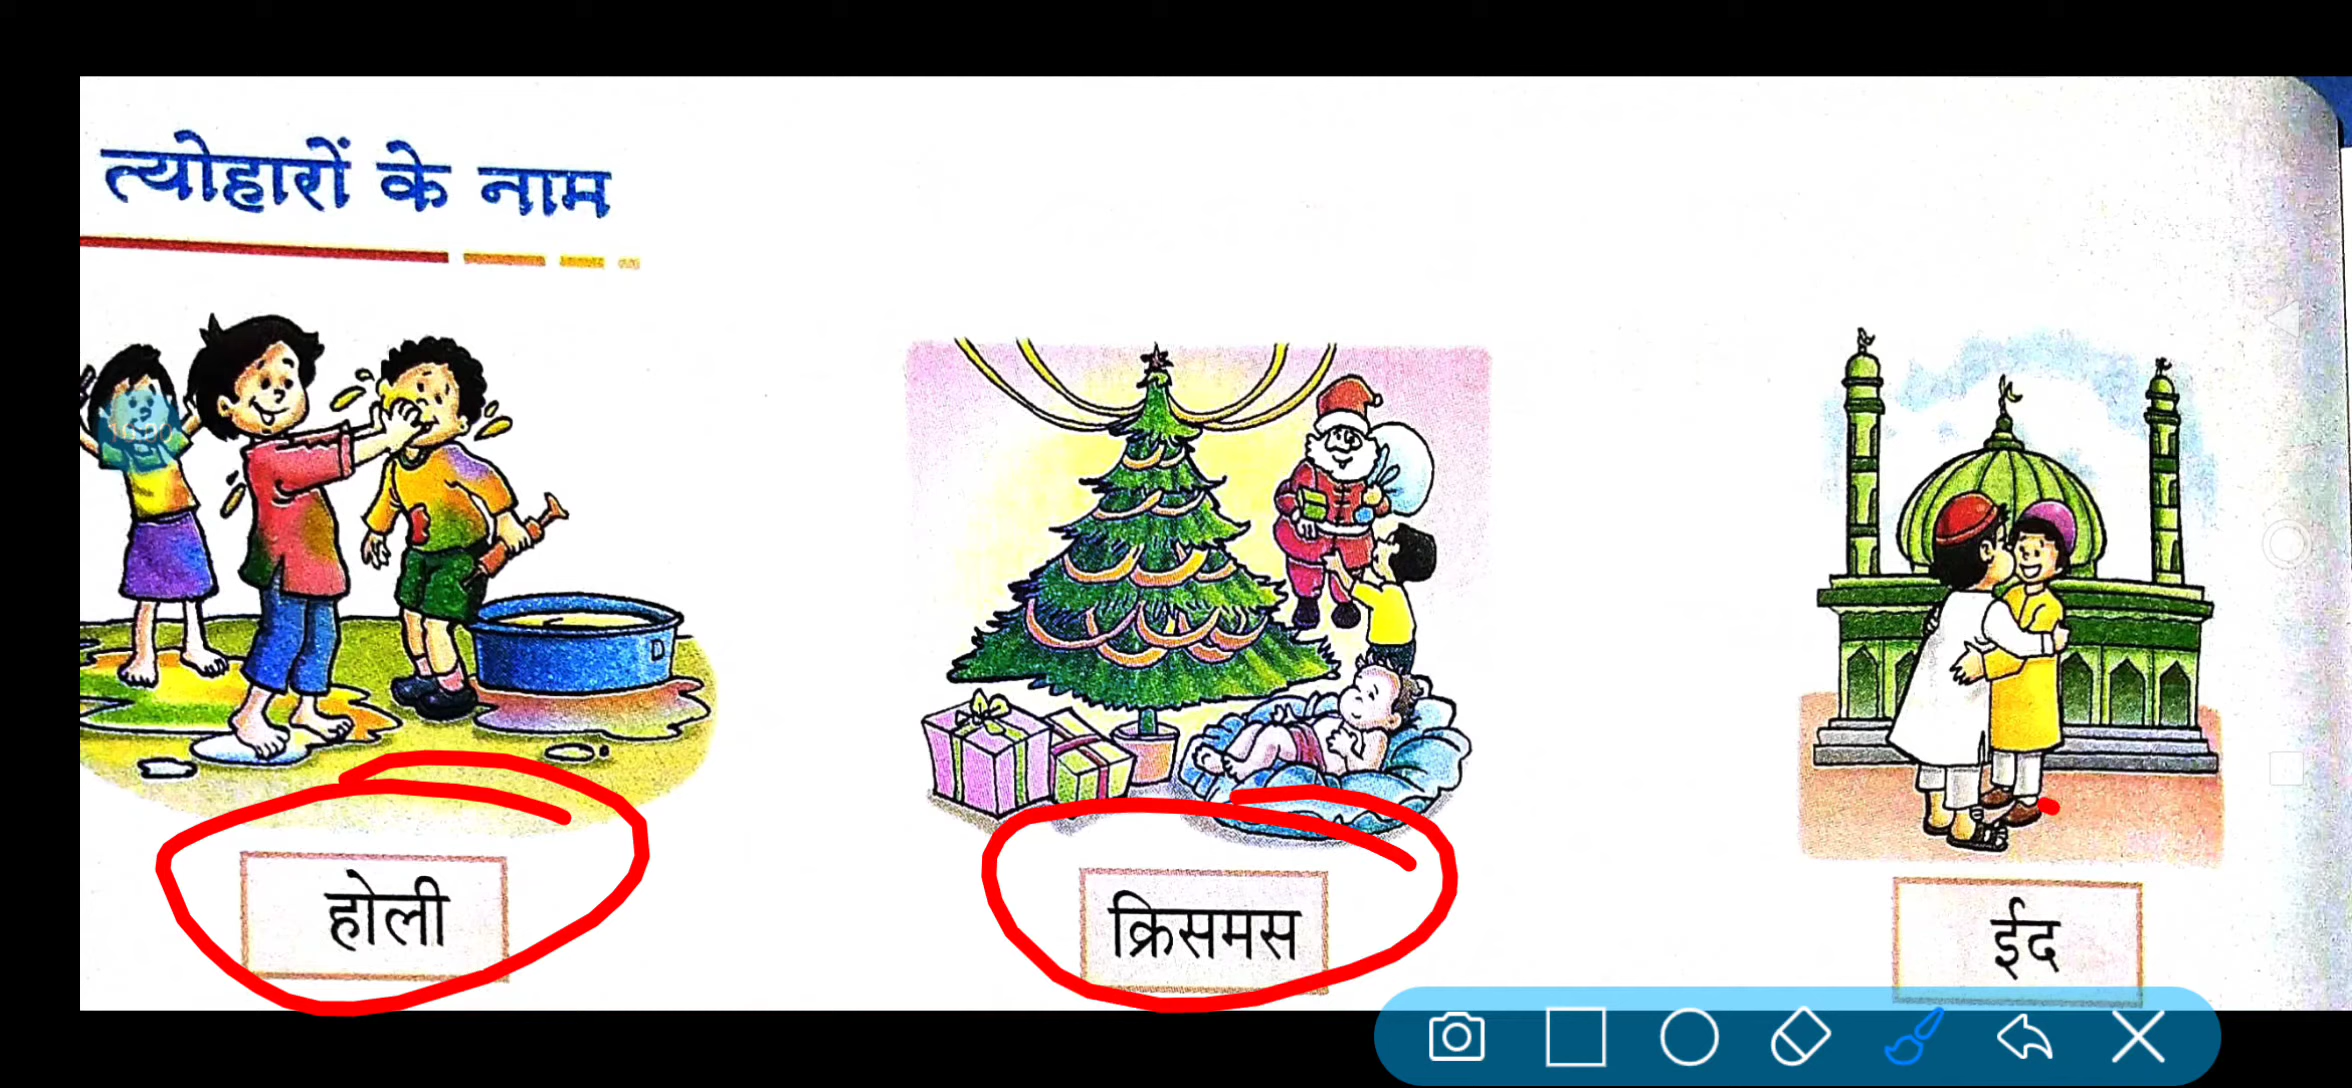 त्योहारों के नाम
होली
क्रिसमस
ईद